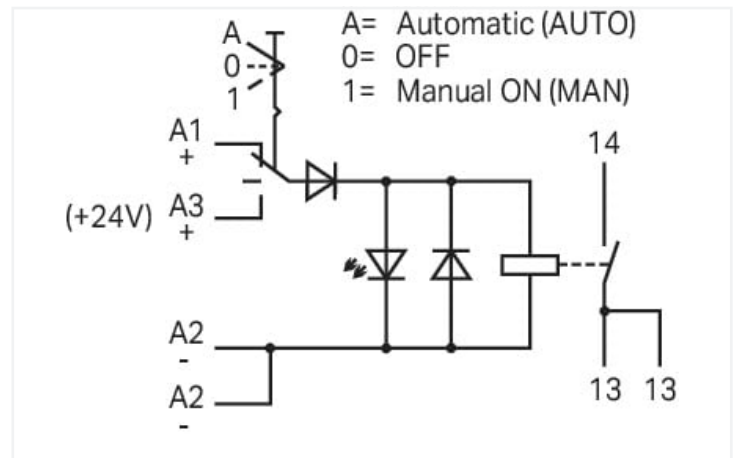 A A= Automatic (AUTO)
0 0= OFF
1 1= Manual ON (MAN)
A1
+
14
(+24V) A3
+
A2
-
A2
-
13 13